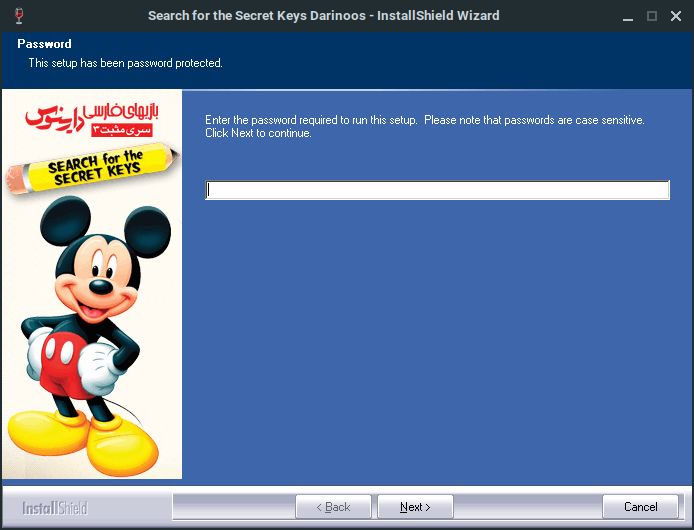 Search for the Secret Keys Darinoos - InstallShield Wizard
Password
This setup has been password protected.
بازیهای فارسی
دارینوس
سری مثبت ۳
SEARCH for the
SECRET KEYS
Enter the password required to run this setup.  Please note that passwords are case sensitive.
Click Next to continue.
InstallShield
< Back
Next >
Cancel